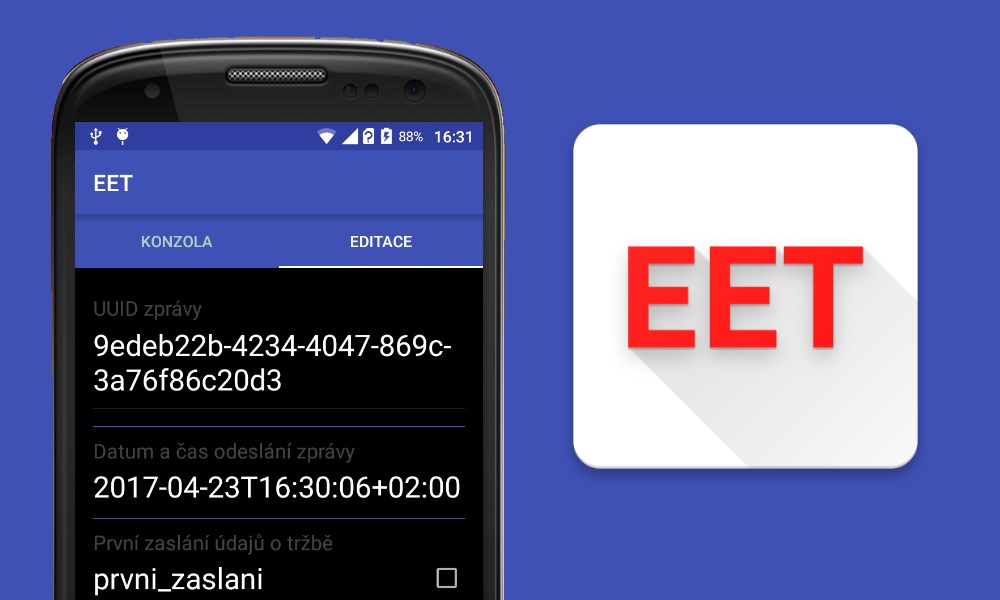 88% 16:31
EET
KONZOLA EDITACE
UUID zprávy
9edeb22b-4234-4047-869c-
3a76f86c20d3
Datum a čas odeslání zprávy
2017-04-23T16:30:06+02:00
První zaslání údajů o tržbě
prvni_zaslani
EET